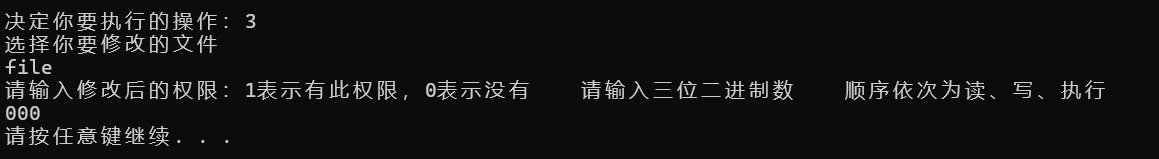 决定你要执行的操作：3
选择你要修改的文件
file
请输入修改后的权限：1表示有此权限，0表示没有    请输入三位二进制数    顺序依次为读、写、执行
000
请按任意键继续. . .